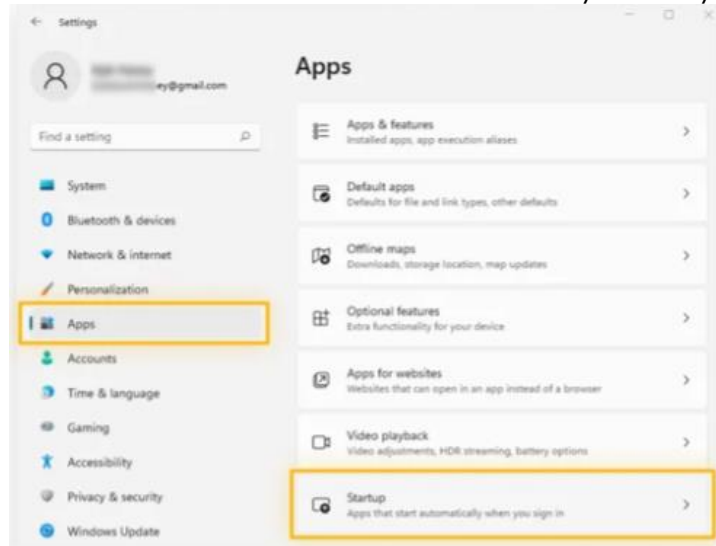 Settings
ey@gmail.com
Find a setting
System
Bluetooth & devices
Network & internet
Personalization
Apps
Accounts
Time & language
Gaming
Accessibility
Privacy & security
Windows Update
Apps
Apps & features
Installed apps, app execution aliases
Default apps
Defaults for file and link types, other defaults
Offline maps
Downloads, storage location, map updates
Optional features
Extra functionality for your device
Apps for websites
Websites that can open in an app instead of a browser
Video playback
Video adjustments, HDR streaming, battery options
Startup
Apps that start automatically when you sign in